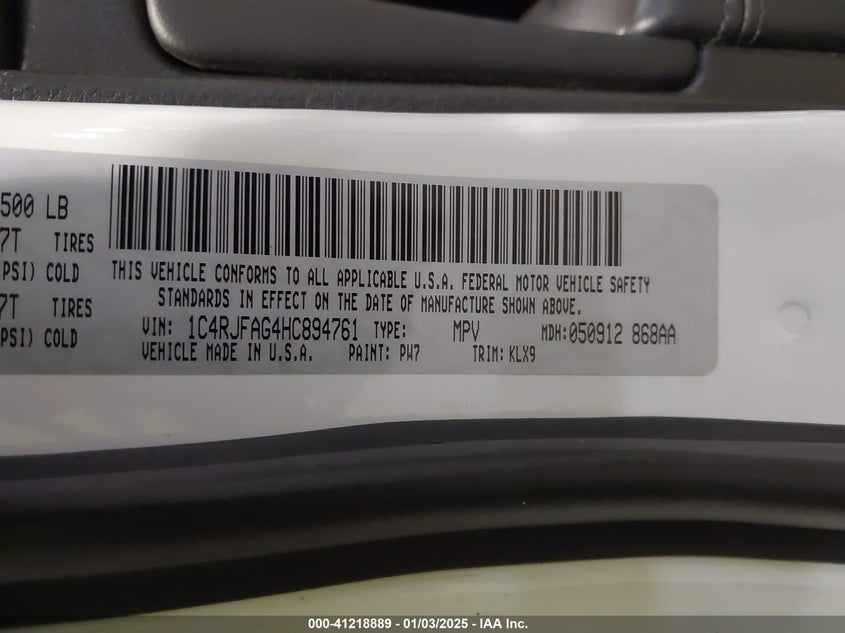 500 LB
7T TIRES
PSI) COLD
7T TIRES
PSI) COLD
THIS VEHICLE CONFORMS TO ALL APPLICABLE U.S.A. FEDERAL MOTOR VEHICLE SAFETY
STANDARDS IN EFFECT ON THE DATE OF MANUFACTURE SHOWN ABOVE.
VIN: 1C4RJFAG4HC894761 TYPE: MPV MDH:050912 868AA
VEHICLE MADE IN U.S.A. PAINT: PW7 TRIM: KLX9
000-41218889 - 01/03/2025 - IAA Inc.